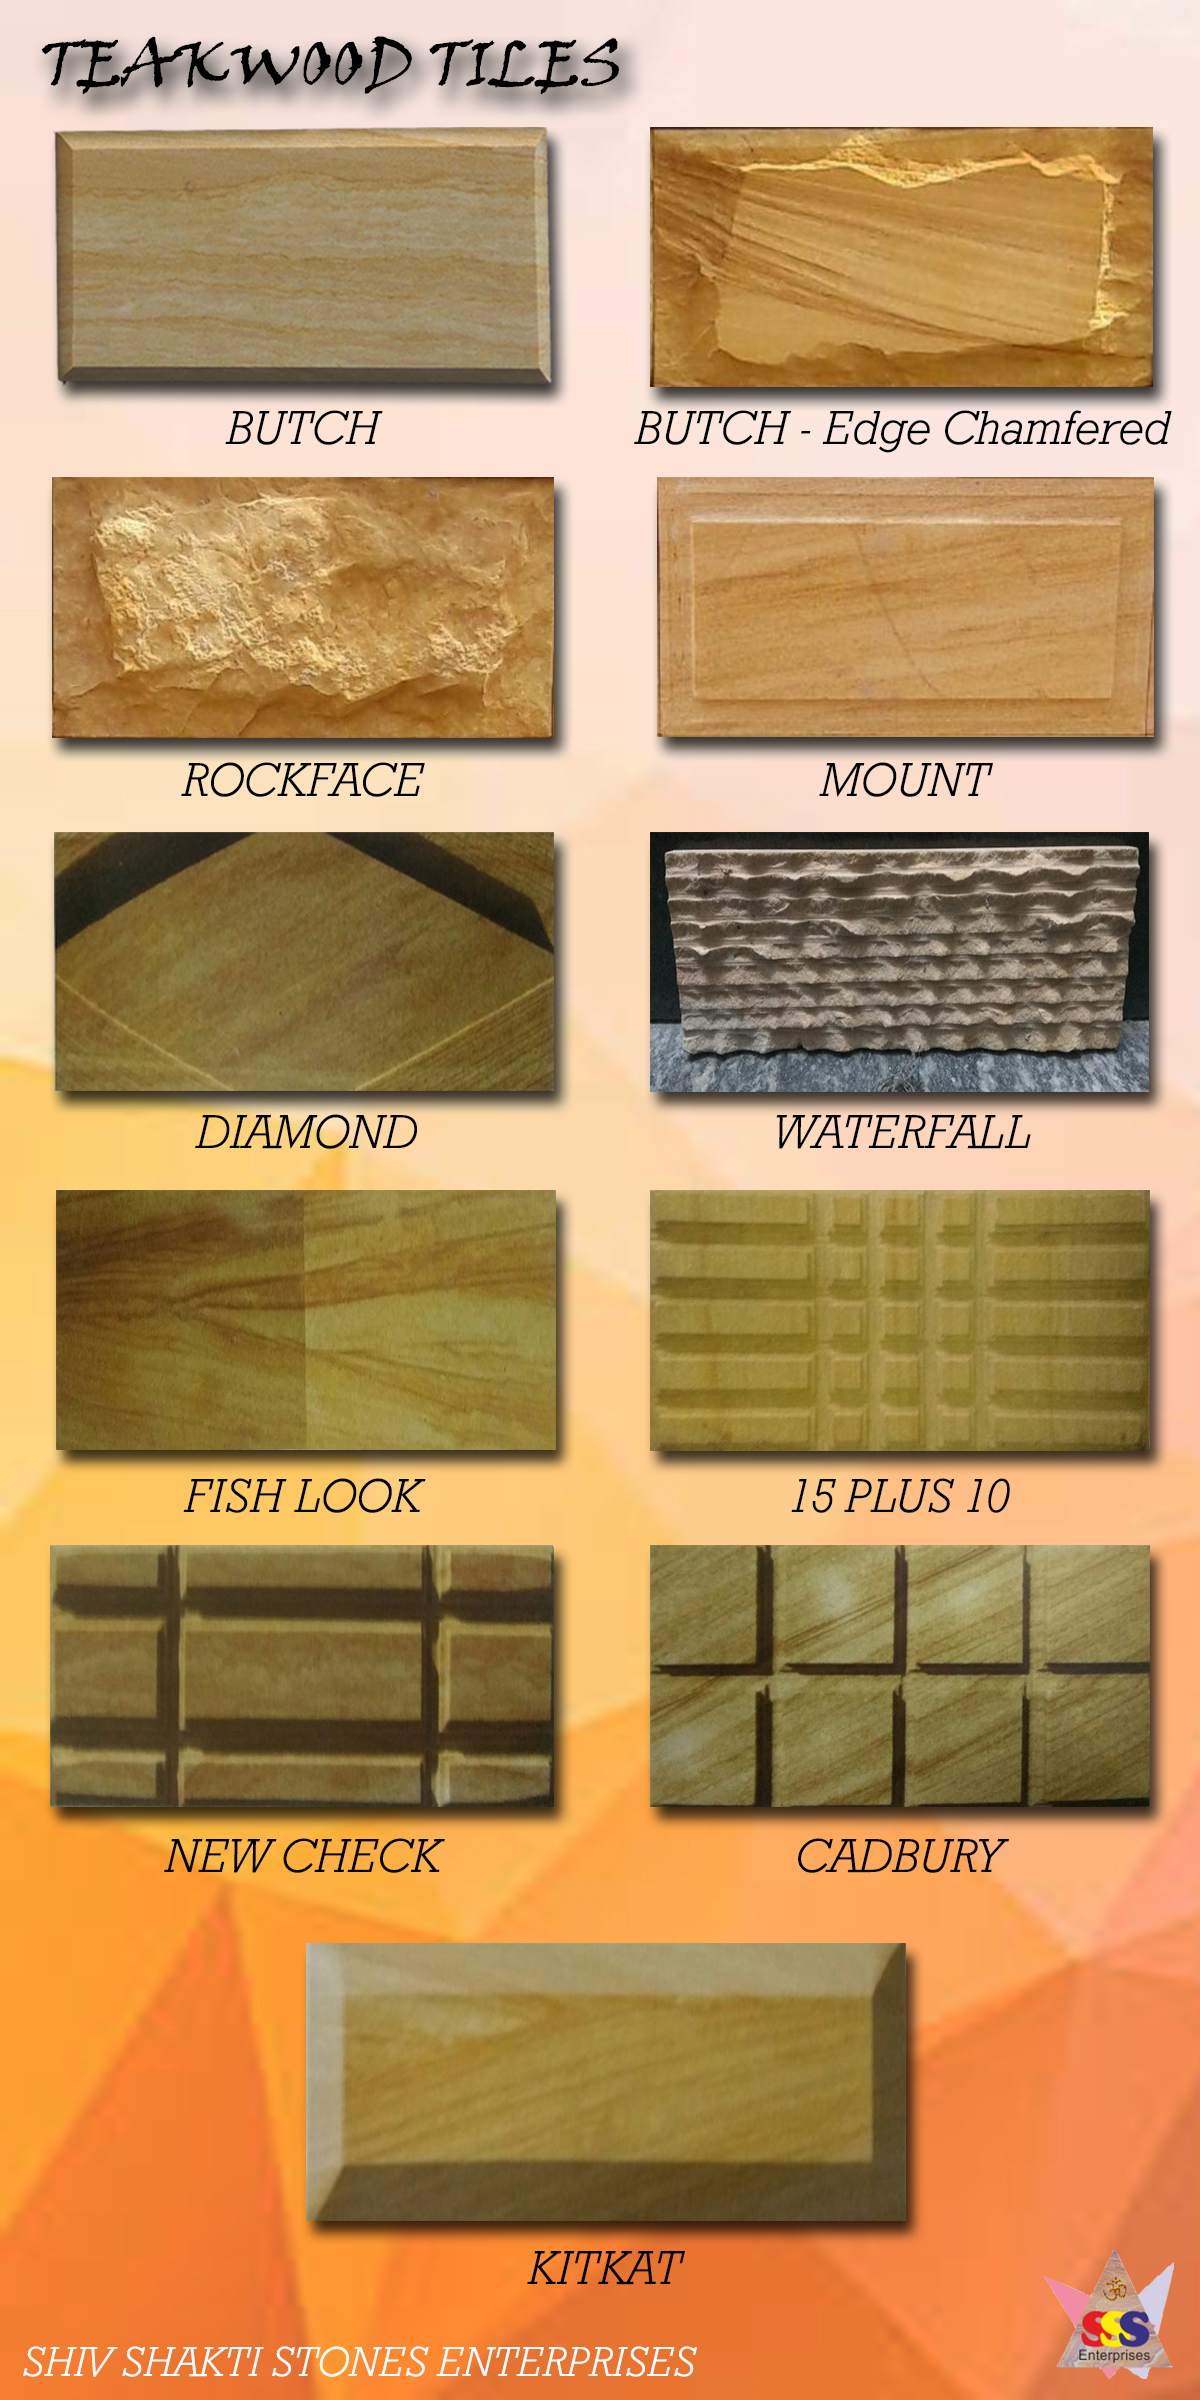 TEAKWOOD TILES
BUTCH
BUTCH - Edge Chamfered
ROCKFACE
MOUNT
DIAMOND
WATERFALL
FISH LOOK
15 PLUS 10
NEW CHECK
CADBURY
KITKAT
ॐ
SSS
Enterprises
SHIV SHAKTI STONES ENTERPRISES